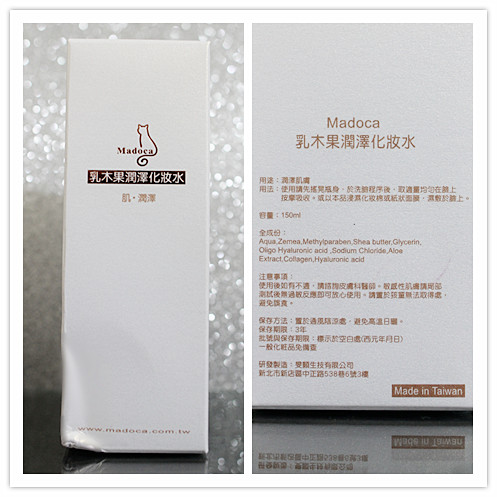 Madoca
乳木果潤澤化妝水
肌・潤澤
www.madoca.com.tw
Madoca
乳木果潤澤化妝水
用途：潤澤肌膚
用法：使用請先搖晃瓶身，於洗臉程序後，取適量均勻在臉上
按摩吸收。或以本品浸濕化妝棉或紙狀面膜，濕敷於臉上。
容量：150ml
全成份：
Aqua,Zemea,Methylparaben,Shea butter,Glycerin,
Oligo Hyaluronic acid ,Sodium Chloride,Aloe
Extract,Collagen,Hyaluronic acid
注意事項：
使用後如有不適，請諮詢皮膚科醫師。敏感性肌膚請局部
測試後無過敏反應即可放心使用。請置於孩童無法取得處，
避免誤食。
保存方法：置於通風陰涼處，避免高溫日曬。
保存期限：3年
批號與保存期限：標示於空白處(西元年月日)
一般化粧品免備查
研發製造：旻顥生技有限公司
新北市新店區中正路538巷6號3樓
Made in Taiwan